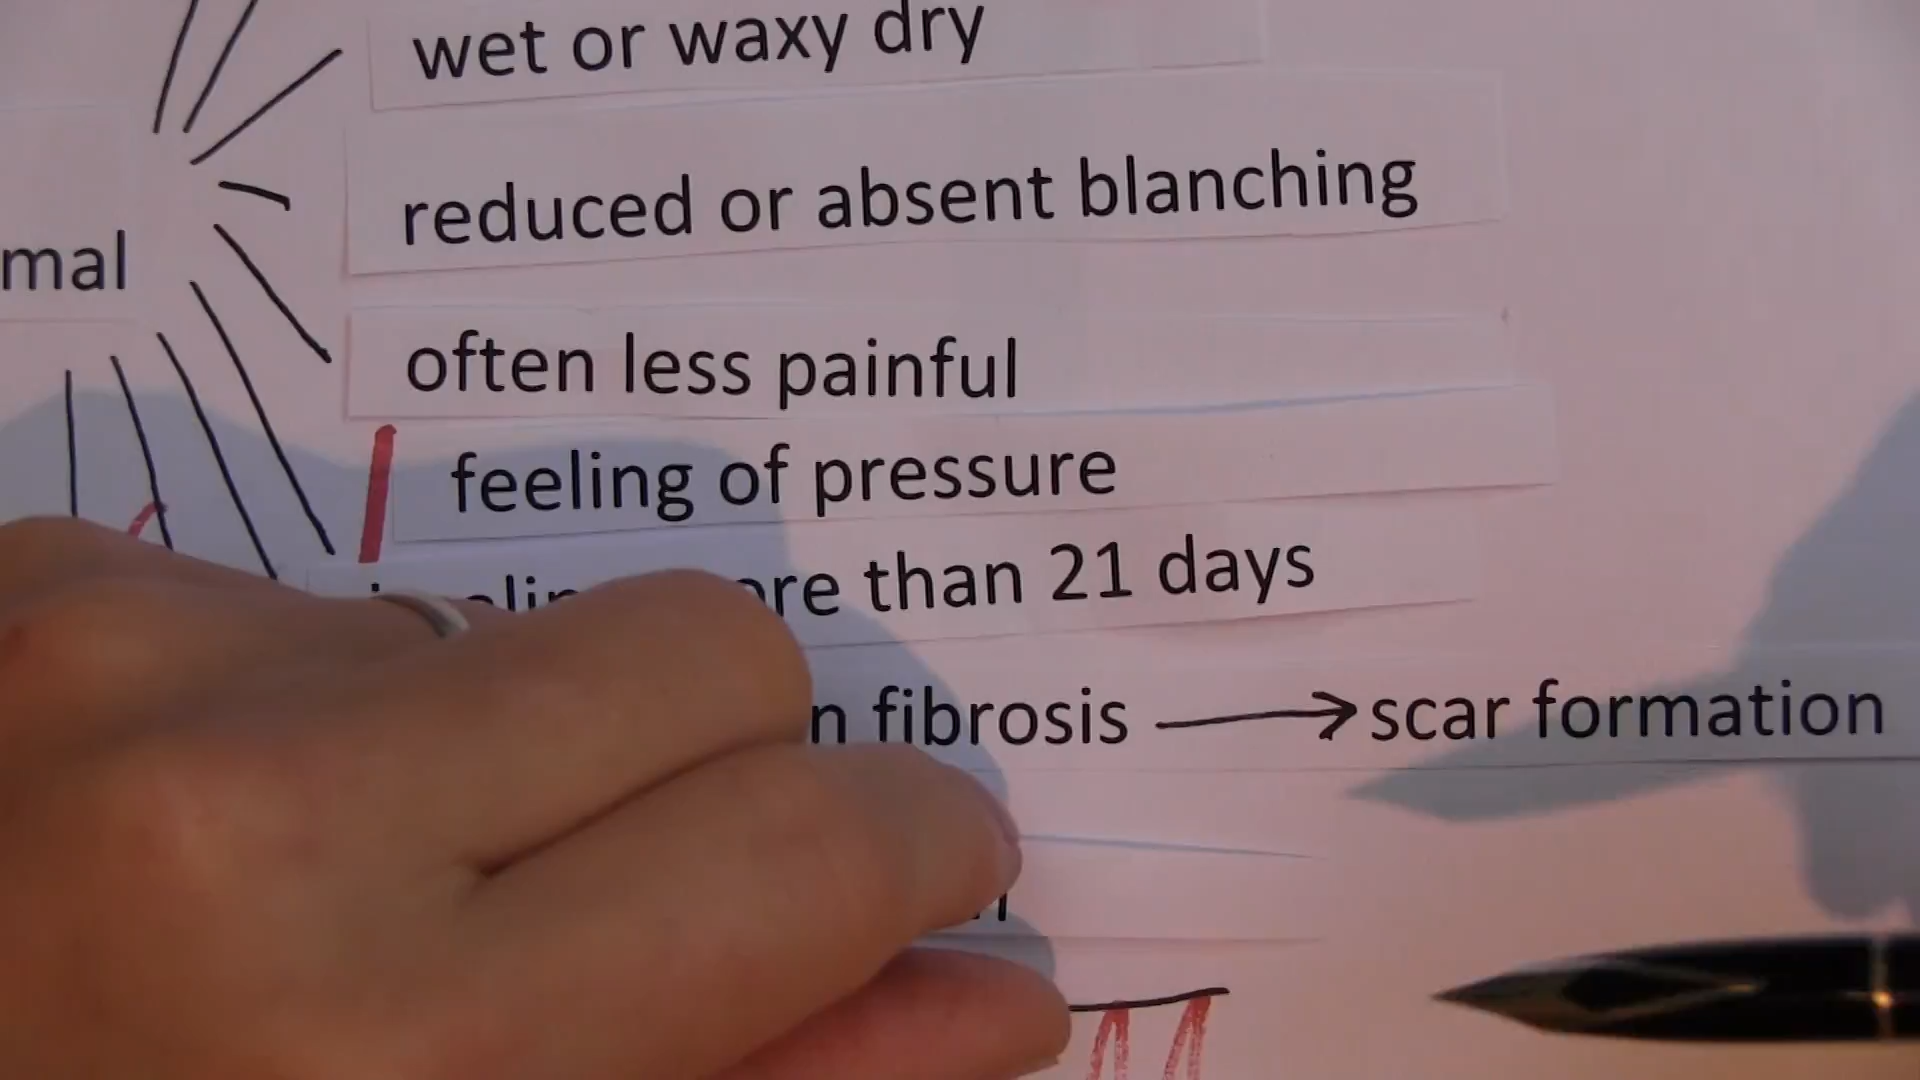 wet or waxy dry
reduced or absent blanching
mal
often less painful
feeling of pressure
than 21 days
fibrosis → scar formation